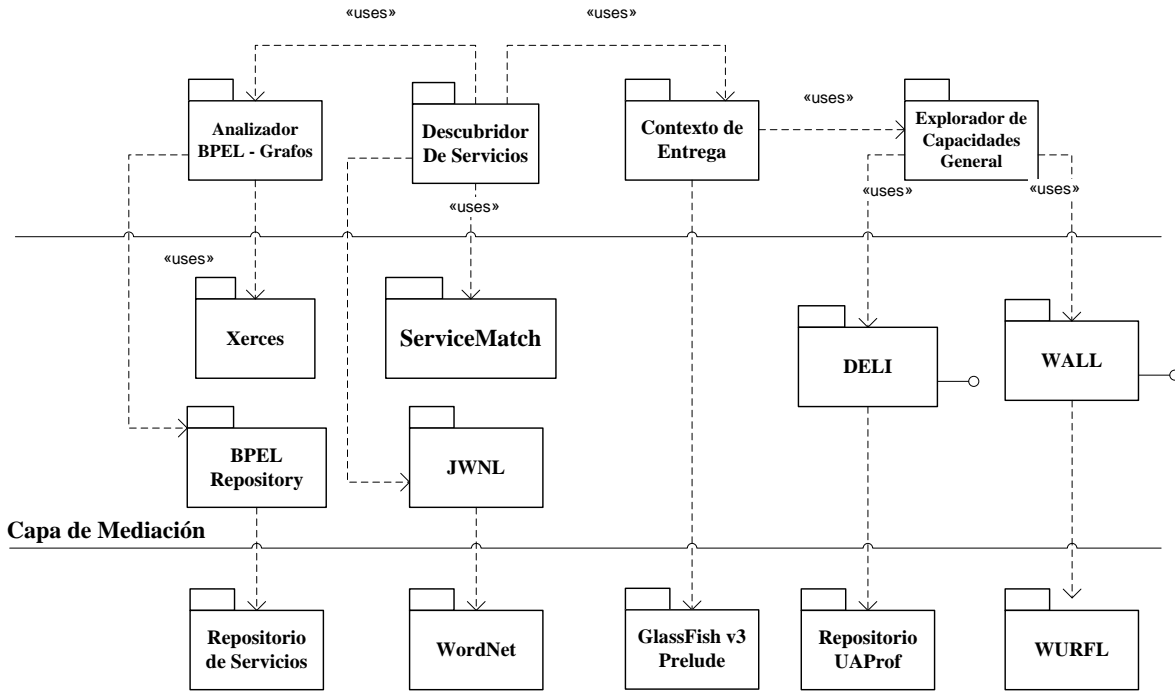 «uses»
«uses»
Analizador
BPEL - Grafos
Descubridor
De Servicios
Contexto de
Entrega
«uses»
Explorador de
Capacidades
General
«uses»
«uses»
«uses»
«uses»
Xerces
ServiceMatch
DELI
WALL
BPEL
Repository
JWNL
Capa de Mediación
Repositorio
de Servicios
WordNet
GlassFish v3
Prelude
Repositorio
UAProf
WURFL